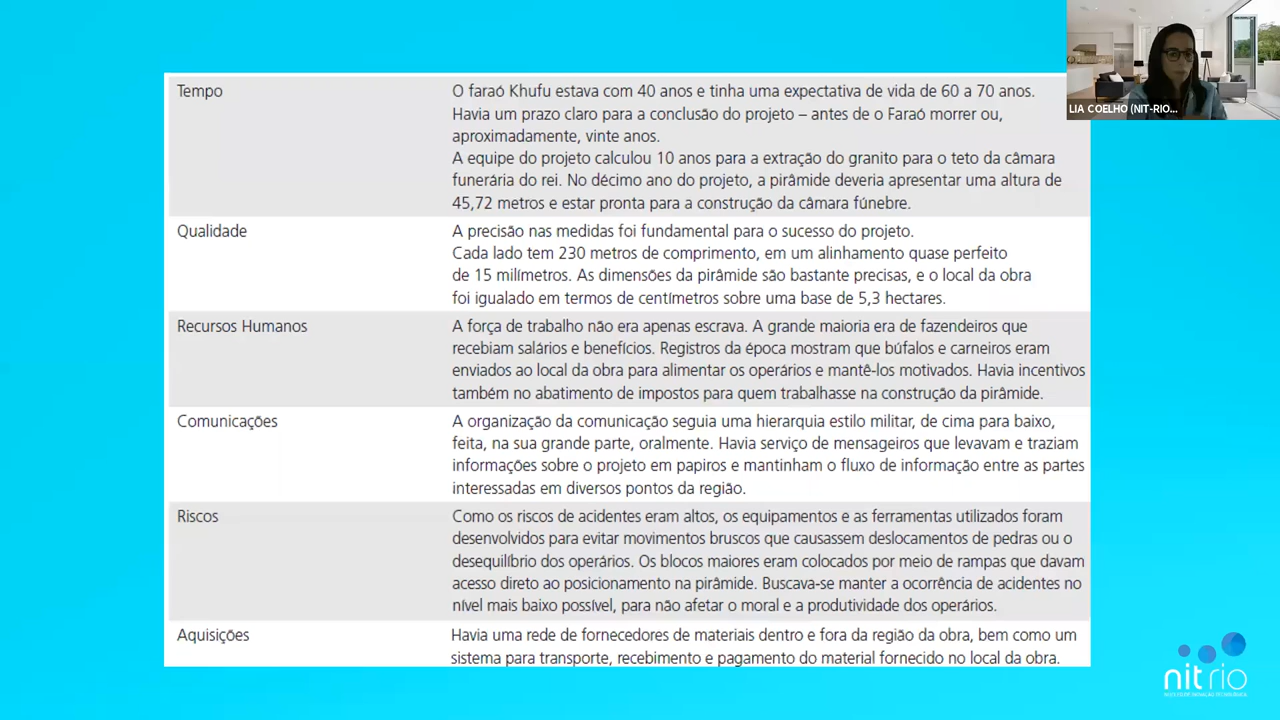 Tempo
O faraó Khufu estava com 40 anos e tinha uma expectativa de vida de 60 a 70 anos.
Havia um prazo claro para a conclusão do projeto – antes de o Faraó morrer ou,
aproximadamente, vinte anos.
A equipe do projeto calculou 10 anos para a extração do granito para o teto da câmara
funerária do rei. No décimo ano do projeto, a pirâmide deveria apresentar uma altura de
45,72 metros e estar pronta para a construção da câmara fúnebre.
Qualidade
A precisão nas medidas foi fundamental para o sucesso do projeto.
Cada lado tem 230 metros de comprimento, em um alinhamento quase perfeito
de 15 milímetros. As dimensões da pirâmide são bastante precisas, e o local da obra
foi igualado em termos de centímetros sobre uma base de 5,3 hectares.
Recursos Humanos
A força de trabalho não era apenas escrava. A grande maioria era de fazendeiros que
recebiam salários e benefícios. Registros da época mostram que búfalos e carneiros eram
enviados ao local da obra para alimentar os operários e mantê-los motivados. Havia incentivos
também no abatimento de impostos para quem trabalhasse na construção da pirâmide.
Comunicações
A organização da comunicação seguia uma hierarquia estilo militar, de cima para baixo,
feita, na sua grande parte, oralmente. Havia serviço de mensageiros que levavam e traziam
informações sobre o projeto em papiros e mantinham o fluxo de informação entre as partes
interessadas em diversos pontos da região.
Riscos
Como os riscos de acidentes eram altos, os equipamentos e as ferramentas utilizados foram
desenvolvidos para evitar movimentos bruscos que causassem deslocamentos de pedras ou o
desequilíbrio dos operários. Os blocos maiores eram colocados por meio de rampas que davam
acesso direto ao posicionamento na pirâmide. Buscava-se manter a ocorrência de acidentes no
nível mais baixo possível, para não afetar o moral e a produtividade dos operários.
Aquisições
Havia uma rede de fornecedores de materiais dentro e fora da região da obra, bem como um
sistema para transporte, recebimento e pagamento do material fornecido no local da obra.
LIA COELHO (NIT-RIO...
nitrio
NÚCLEO DE INOVAÇÃO TECNOLÓGICA